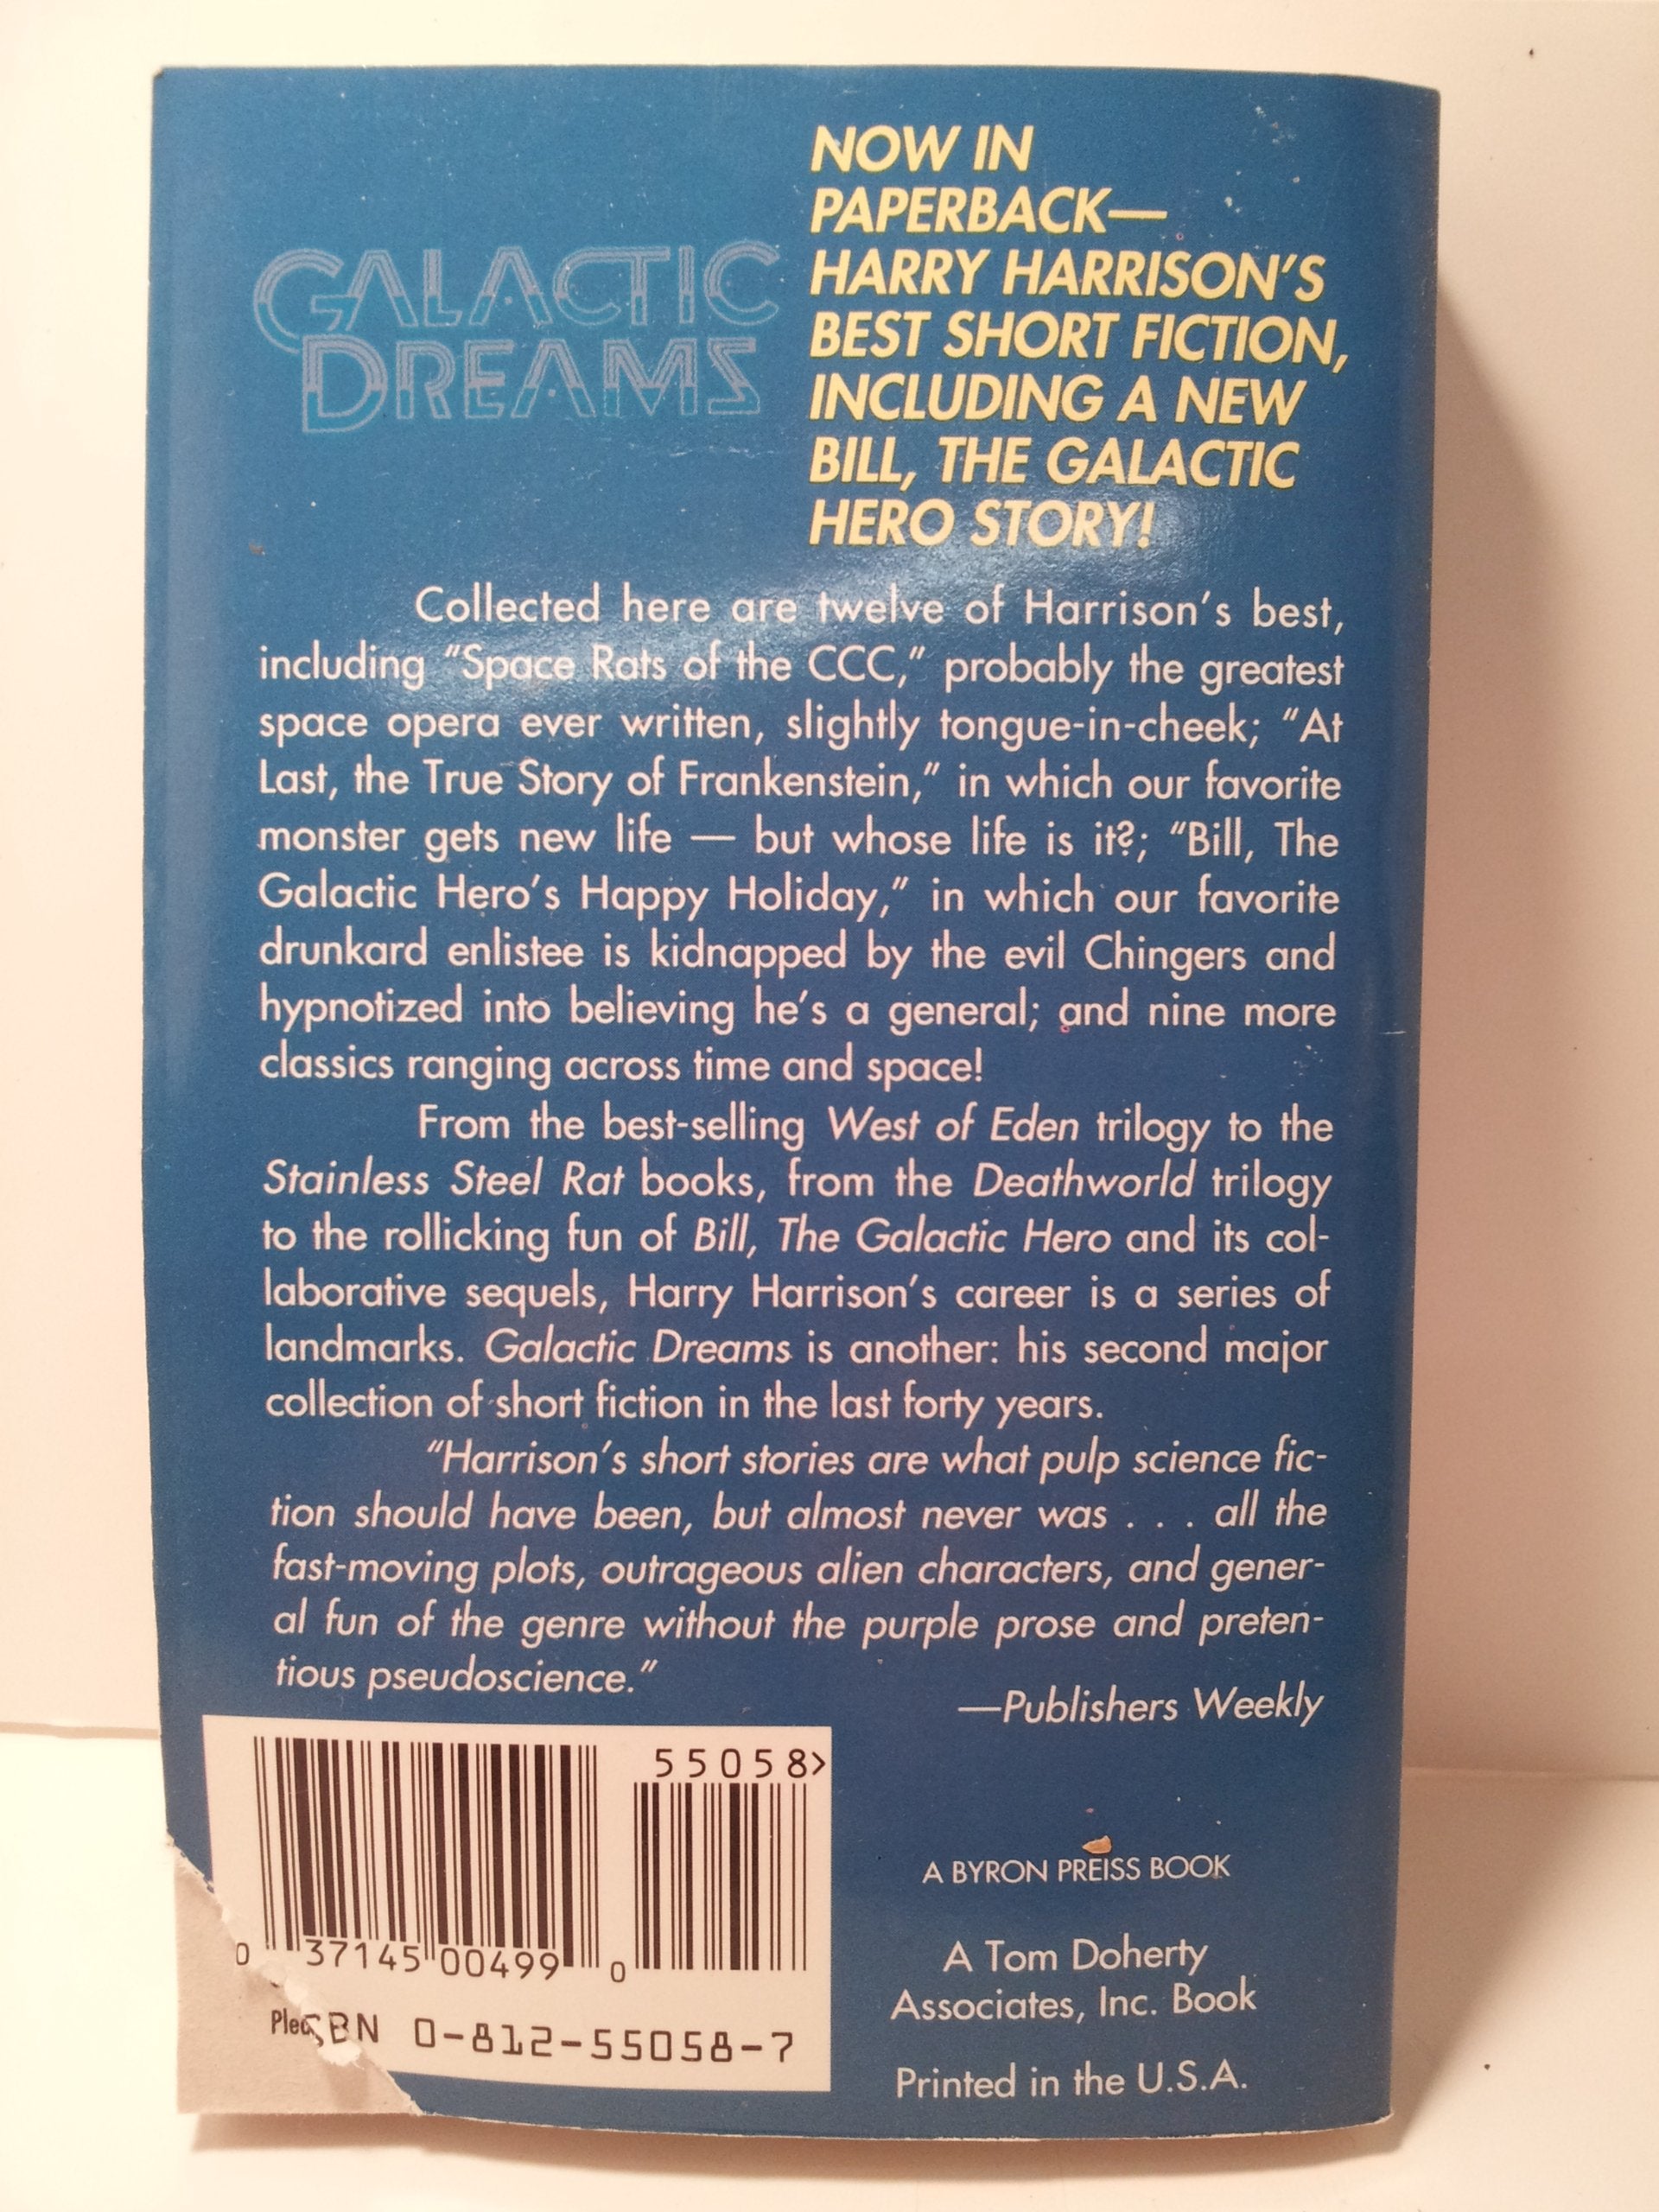 GALACTIC
DREAMS
NOW IN
PAPERBACK—
HARRY HARRISON'S
BEST SHORT FICTION,
INCLUDING A NEW
BILL, THE GALACTIC
HERO STORY!
Collected here are twelve of Harrison's best,
including "Space Rats of the CCC," probably the greatest
space opera ever written, slightly tongue-in-cheek; "At
Last, the True Story of Frankenstein," in which our favorite
monster gets new life — but whose life is it?; "Bill, The
Galactic Hero's Happy Holiday," in which our favorite
drunkard enlistee is kidnapped by the evil Chingers and
hypnotized into believing he's a general; and nine more
classics ranging across time and space!
From the best-selling West of Eden trilogy to the
Stainless Steel Rat books, from the Deathworld trilogy
to the rollicking fun of Bill, The Galactic Hero and its col-
laborative sequels, Harry Harrison's career is a series of
landmarks. Galactic Dreams is another: his second major
collection of short fiction in the last forty years.
"Harrison's short stories are what pulp science fic-
tion should have been, but almost never was . . . all the
fast-moving plots, outrageous alien characters, and gener-
al fun of the genre without the purple prose and preten-
tious pseudoscience."
—Publishers Weekly
55058>
0 37145 00499 0
SBN 0-812-55058-7
A BYRON PREISS BOOK
A Tom Doherty
Associates, Inc. Book
Printed in the U.S.A.